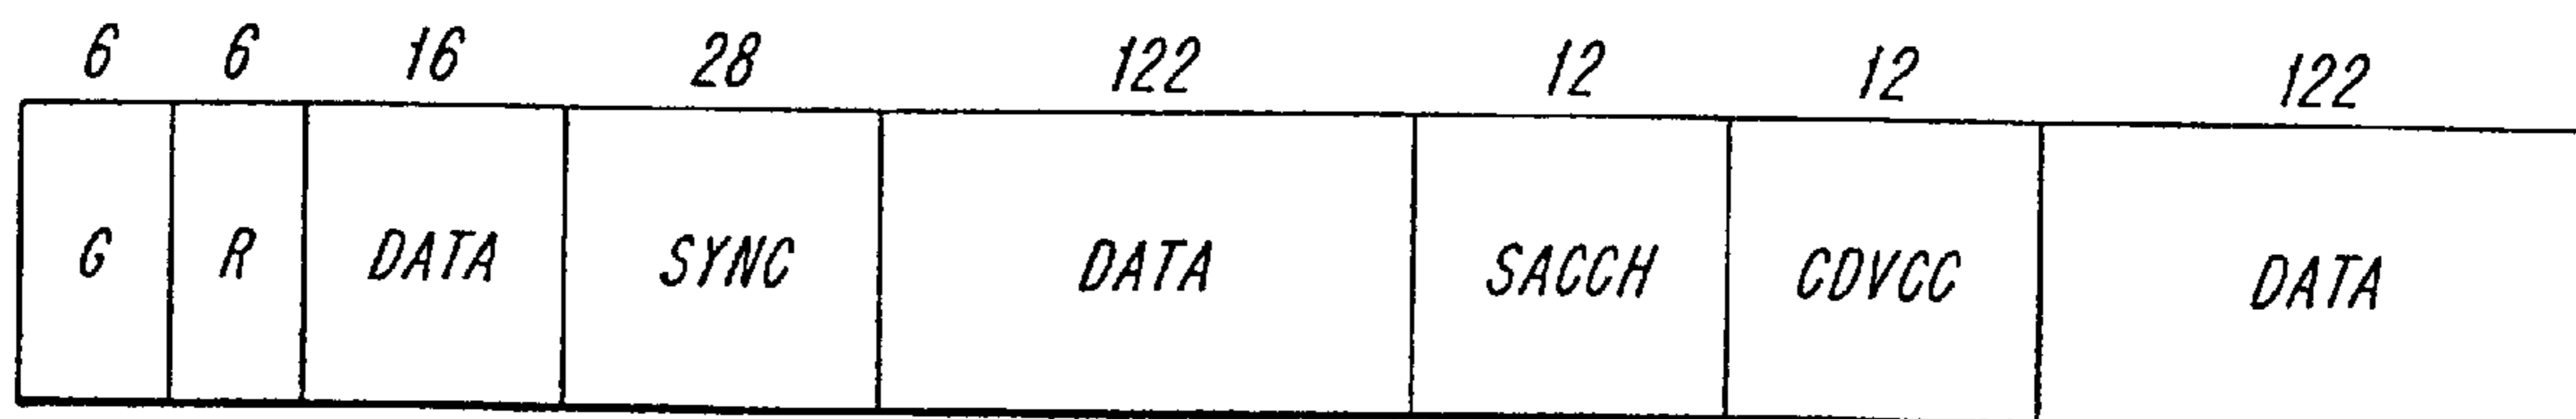 6 6 16 28 122 12 12 122
G R DATA SYNC DATA SACCH CDVCC DATA